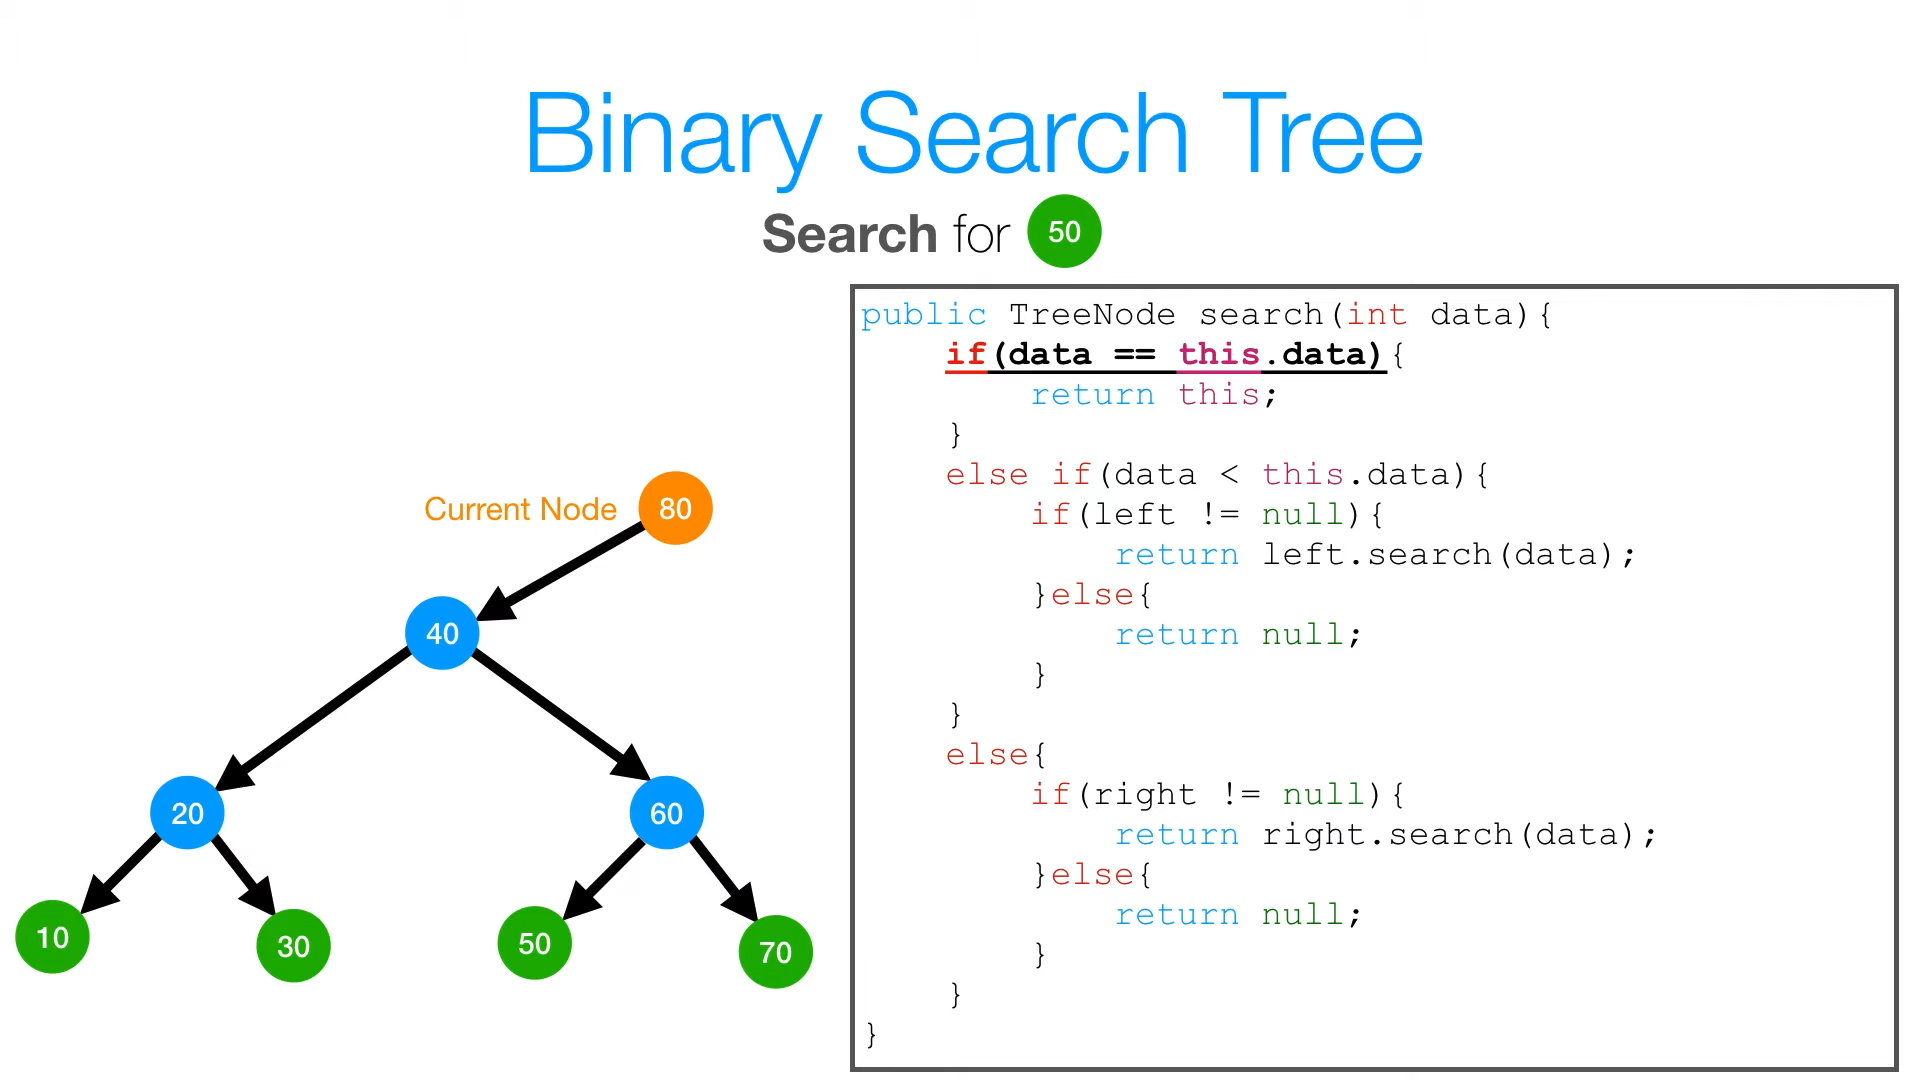 Binary Search Tree
Search for 50
Current Node 80
40
20
60
10
30
50
70
public TreeNode search(int data){
if(data == this.data){
return this;
}
else if(data < this.data){
if(left != null){
return left.search(data);
}else{
return null;
}
}
else{
if(right != null){
return right.search(data);
}else{
return null;
}
}
}